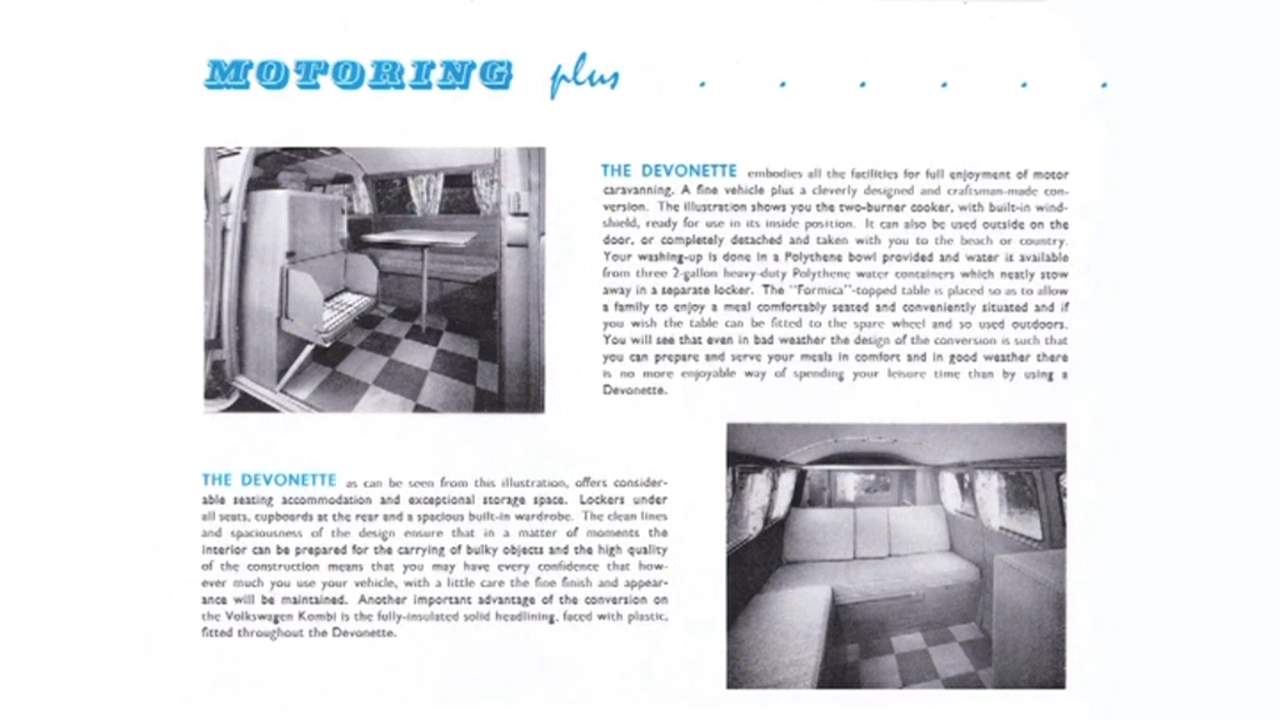 MOTORING plus . . . . . .
THE DEVONETTE embodies all the facilities for full enjoyment of motor
caravanning. A fine vehicle plus a cleverly designed and craftsman-made con-
version. The illustration shows you the two-burner cooker, with built-in wind-
shield, ready for use in its inside position. It can also be used outside on the
door, or completely detached and taken with you to the beach or country.
Your washing-up is done in a Polythene bowl provided and water is available
from three 2-gallon heavy-duty Polythene water containers which neatly stow
away in a separate locker. The "Formica"-topped table is placed so as to allow
a family to enjoy a meal comfortably seated and conveniently situated and if
you wish the table can be fitted to the spare wheel and so used outdoors.
You will see that even in bad weather the design of the conversion is such that
you can prepare and serve your meals in comfort and in good weather there
is no more enjoyable way of spending your leisure time than by using a
Devonette.
THE DEVONETTE as can be seen from this illustration, offers consider-
able seating accommodation and exceptional storage space. Lockers under
all seats, cupboards at the rear and a spacious built-in wardrobe. The clean lines
and spaciousness of the design ensure that in a matter of moments the
interior can be prepared for the carrying of bulky objects and the high quality
of the construction means that you may have every confidence that how-
ever much you use your vehicle, with a little care the fine finish and appear-
ance will be maintained. Another important advantage of the conversion on
the Volkswagen Kombi is the fully-insulated solid headlining, faced with plastic,
fitted throughout the Devonette.